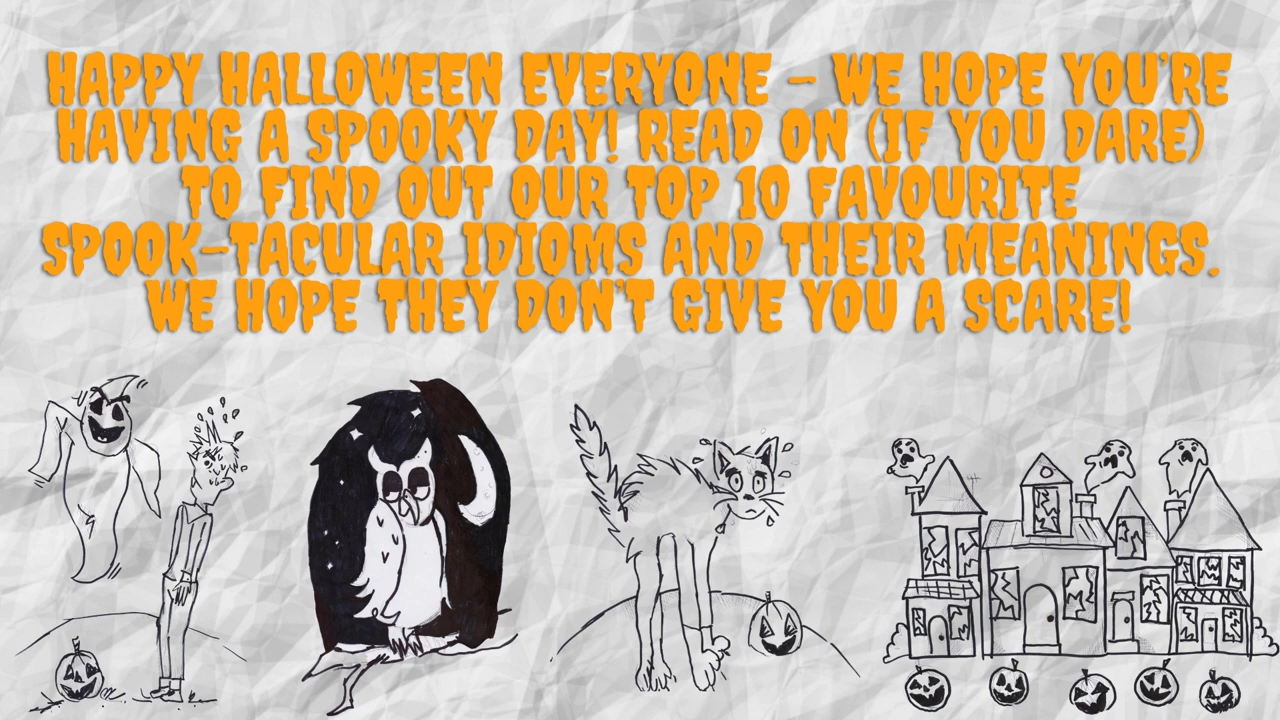 HAPPY HALLOWEEN EVERYONE – WE HOPE YOU'RE
HAVING A SPOOKY DAY! READ ON (IF YOU DARE)
TO FIND OUT OUR TOP 10 FAVOURITE
SPOOK-TACULAR IDIOMS AND THEIR MEANINGS.
WE HOPE THEY DON'T GIVE YOU A SCARE!